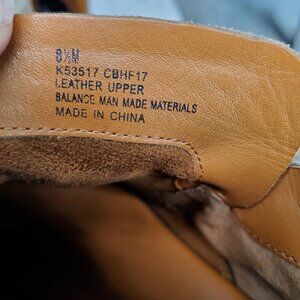 8½M
K53517 CBHF17
LEATHER UPPER
BALANCE MAN MADE MATERIALS
MADE IN CHINA